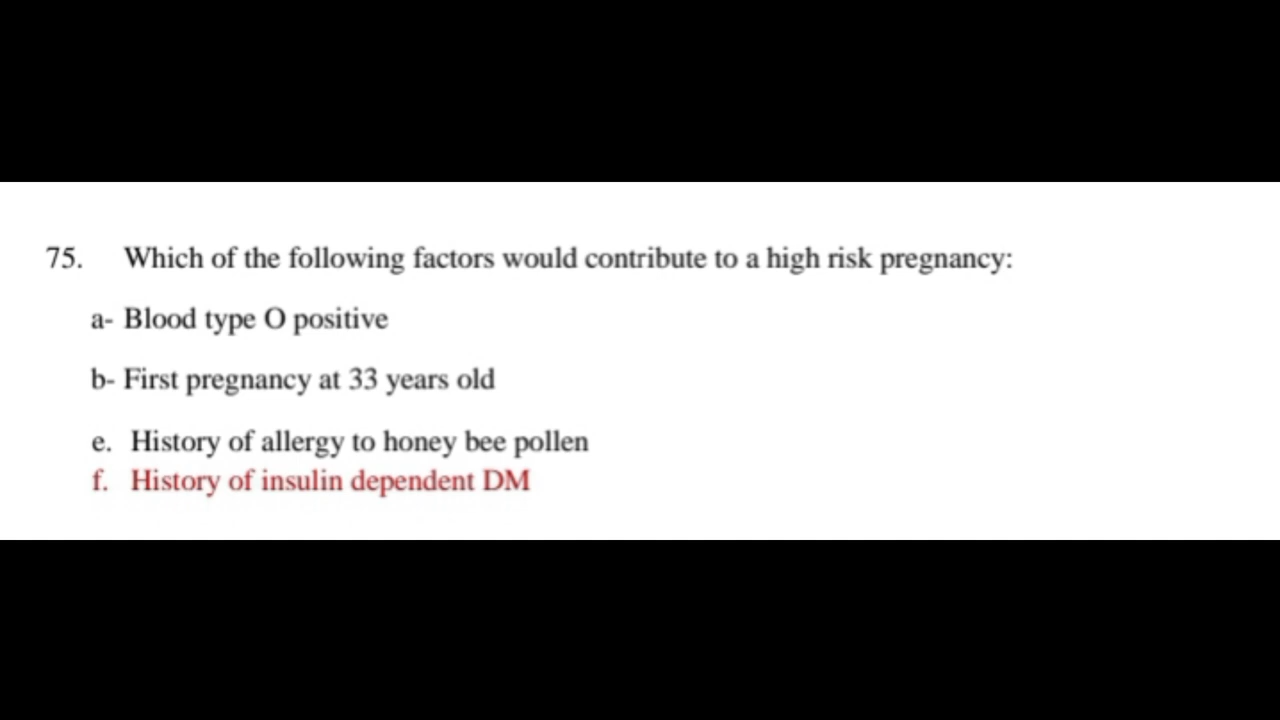 75. Which of the following factors would contribute to a high risk pregnancy:
a- Blood type O positive
b- First pregnancy at 33 years old
e. History of allergy to honey bee pollen
f. History of insulin dependent DM